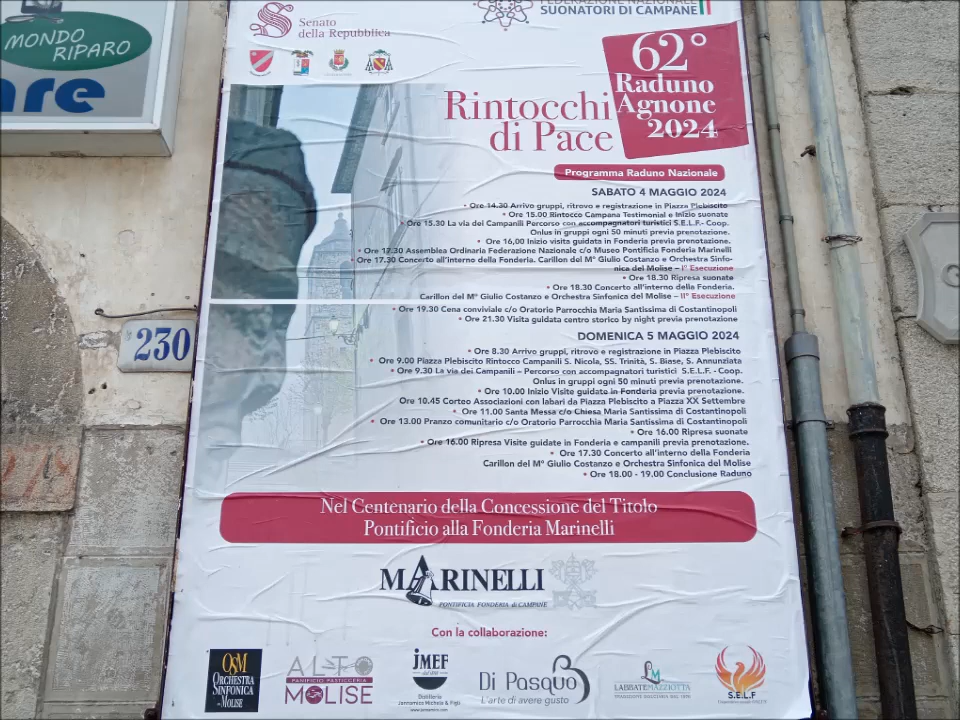 MONDO
RIPARO
are
Senato
della Repubblica
FEDERAZIONE NAZIONALE
SUONATORI DI CAMPANE
62°
Raduno
Agnone
2024
Rintocchi
di Pace
Programma Raduno Nazionale
SABATO 4 MAGGIO 2024
• Ore 14.30 Arrivo gruppi, ritrovo e registrazione in Piazza Plebiscito
• Ore 15.00 Rintocco Campana Testimonial e Inizio suonate
• Ore 15.30 La via dei Campanili Percorso con accompagnatori turistici S.E.L.F.- Coop.
Onlus in gruppi ogni 50 minuti previa prenotazione.
• Ore 16,00 Inizio visite guidata in Fonderia previa prenotazione.
• Ore 17.30 Assemblea Ordinaria Federazione Nazionale c/o Museo Pontificia Fonderia Marinelli
• Ore 17.30 Concerto all'interno della Fonderia. Carillon del M° Giulio Costanzo e Orchestra Sinfo-
nica del Molise – I° Esecuzione
• Ore 18.30 Ripresa suonate
• Ore 18.30 Concerto all'interno della Fonderia.
Carillon del M° Giulio Costanzo e Orchestra Sinfonica del Molise – II° Esecuzione
• Ore 19.30 Cena conviviale c/o Oratorio Parrocchia Maria Santissima di Costantinopoli
• Ore 21.30 Visita guidata centro storico by night previa prenotazione
DOMENICA 5 MAGGIO 2024
• Ore 8.30 Arrivo gruppi, ritrovo e registrazione in Piazza Plebiscito
• Ore 9.00 Piazza Plebiscito Rintocco Campanili S. Nicola, SS. Trinità, S. Biase, S. Annunziata
• Ore 9.30 La via dei Campanili – Percorso con accompagnatori turistici S.E.L.F. - Coop.
Onlus in gruppi ogni 50 minuti previa prenotazione.
• Ore 10.00 Inizio Visite guidate in Fonderia previa prenotazione.
Ore 10.45 Corteo Associazioni con labari da Piazza Plebiscito a Piazza XX Settembre
• Ore 11.00 Santa Messa c/o Chiesa Maria Santissima di Costantinopoli
• Ore 13.00 Pranzo comunitario c/o Oratorio Parrocchia Maria Santissima di Costantinopoli
• Ore 16.00 Ripresa suonate
• Ore 16.00 Ripresa Visite guidate in Fonderia e campanili previa prenotazione.
• Ore 17.30 Concerto all'interno della Fonderia
Carillon del M° Giulio Costanzo e Orchestra Sinfonica del Molise
• Ore 18.00 - 19.00 Conclusione Raduno
230
Nel Centenario della Concessione del Titolo
Pontificio alla Fonderia Marinelli
MARINELLI
PONTIFICIA FONDERIA di CAMPANE
Con la collaborazione:
OSM
ORCHESTRA
SINFONICA
del MOLISE
ALTO
PANIFICIO PASTICCERIA
MOLISE
JMEF
Distilleria
Jannamico Michele & Figli
Di Pasquo
L'arte di avere gusto
LM
LABBATE MAZZIOTTA
S.E.L.F
G